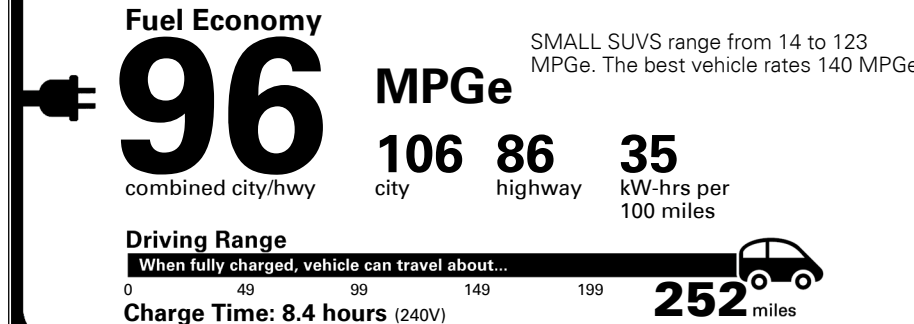 Fuel Economy
SMALL SUVS range from 14 to 123
MPGe. The best vehicle rates 140 MPGe
96 MPGe
combined city/hwy
106 city
86 highway
35 kW-hrs per
100 miles
Driving Range
When fully charged, vehicle can travel about...
0 49 99 149 199 252 miles
Charge Time: 8.4 hours (240V)